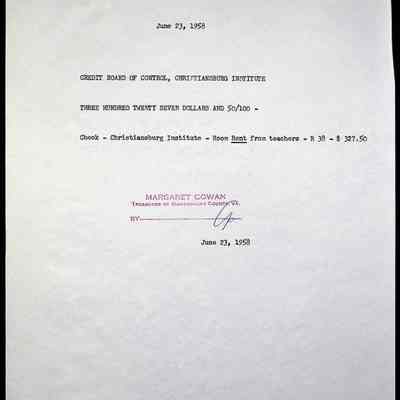 June 23, 1958
CREDIT BOARD OF CONTROL, CHRISTIANSBURG INSTITUTE
THREE HUNDRED TWENTY SEVEN DOLLARS AND 50/100 -
Check - Christiansburg Institute - Room Rent from teachers - R 38 - $ 327.50
MARGARET COWAN
TREASURER OF MONTGOMERY COUNTY, VA.
BY
June 23, 1958